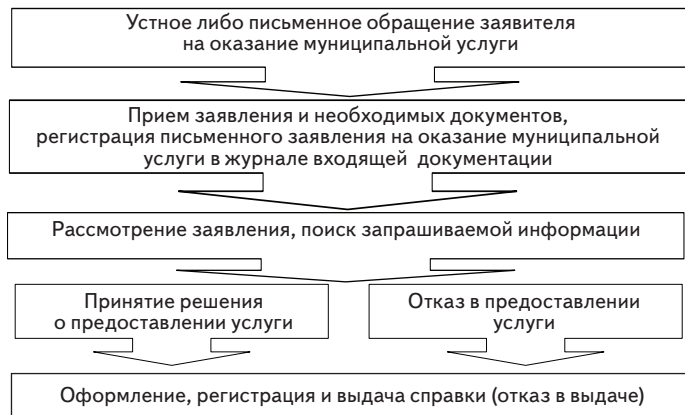 Устное либо письменное обращение заявителя
на оказание муниципальной услуги
Прием заявления и необходимых документов,
регистрация письменного заявления на оказание муниципальной
услуги в журнале входящей документации
Рассмотрение заявления, поиск запрашиваемой информации
Принятие решения
о предоставлении услуги
Отказ в предоставлении
услуги
Оформление, регистрация и выдача справки (отказ в выдаче)